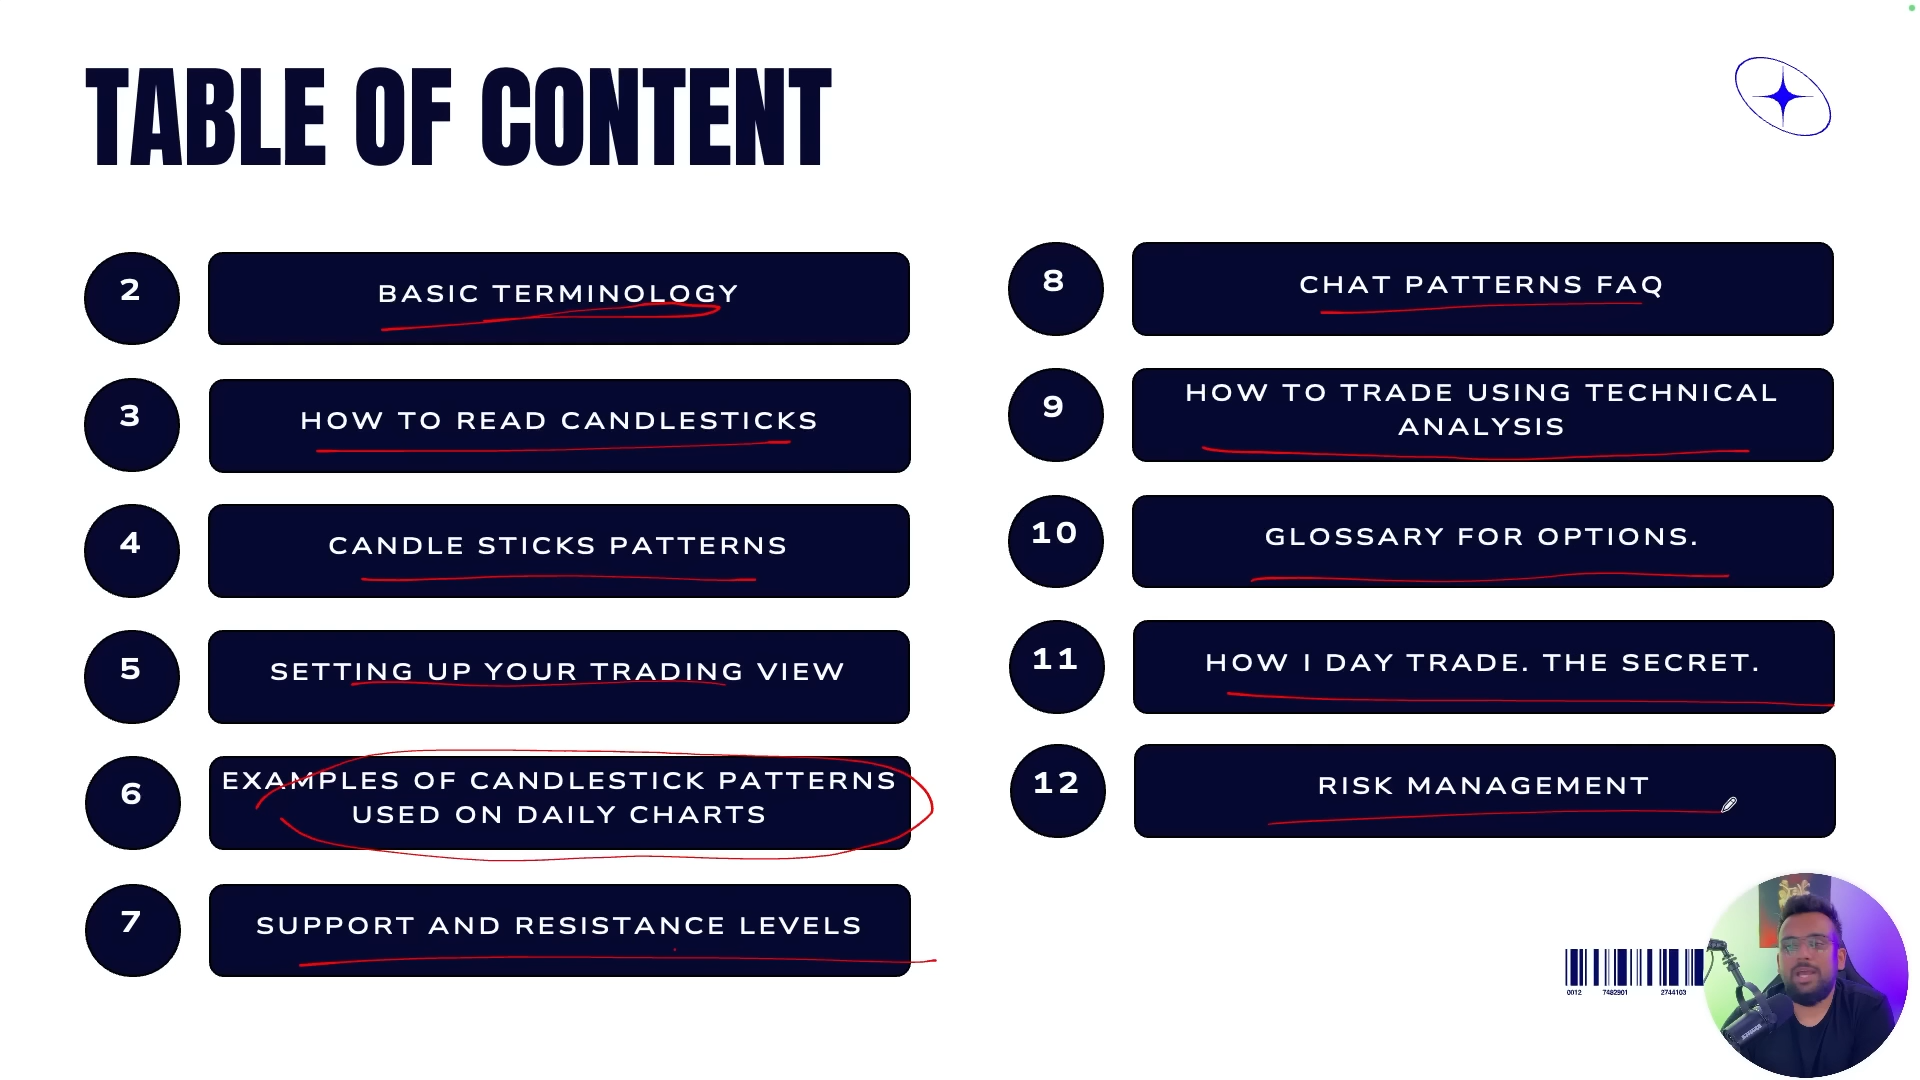 TABLE OF CONTENT
2
BASIC TERMINOLOGY
3
HOW TO READ CANDLESTICKS
4
CANDLE STICKS PATTERNS
5
SETTING UP YOUR TRADING VIEW
6
EXAMPLES OF CANDLESTICK PATTERNS
USED ON DAILY CHARTS
7
SUPPORT AND RESISTANCE LEVELS
8
CHAT PATTERNS FAQ
9
HOW TO TRADE USING TECHNICAL
ANALYSIS
10
GLOSSARY FOR OPTIONS.
11
HOW I DAY TRADE. THE SECRET.
12
RISK MANAGEMENT
0012 7482901 2744103